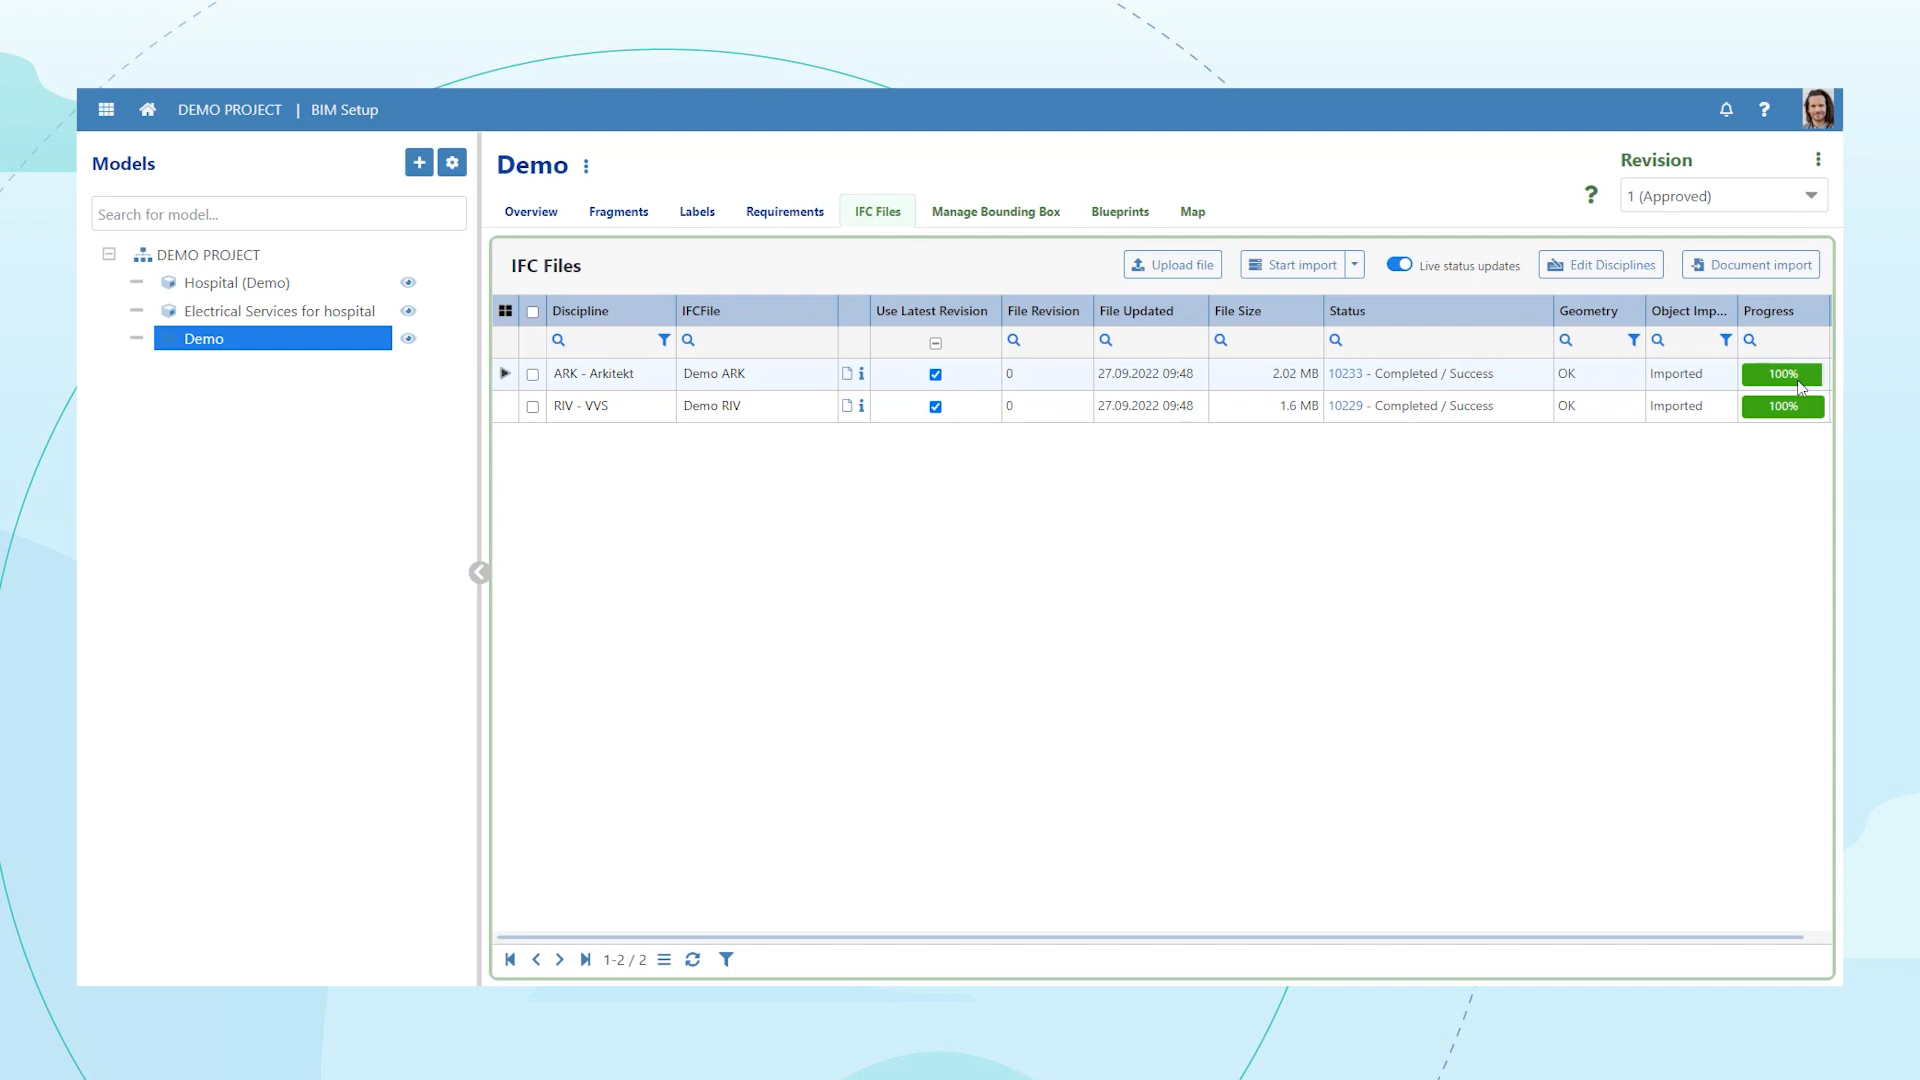 DEMO PROJECT | BIM Setup
?
Models
Search for model...
DEMO PROJECT
Hospital (Demo)
Electrical Services for hospital
Demo
Demo
Revision
?
1 (Approved)
Overview Fragments Labels Requirements IFC Files Manage Bounding Box Blueprints Map
IFC Files
Upload file Start import Live status updates Edit Disciplines Document import
Discipline IFCFile Use Latest Revision File Revision File Updated File Size Status Geometry Object Imp... Progress
ARK - Arkitekt Demo ARK 0 27.09.2022 09:48 2.02 MB 10233 - Completed / Success OK Imported 100%
RIV - VVS Demo RIV 0 27.09.2022 09:48 1.6 MB 10229 - Completed / Success OK Imported 100%
1-2 / 2